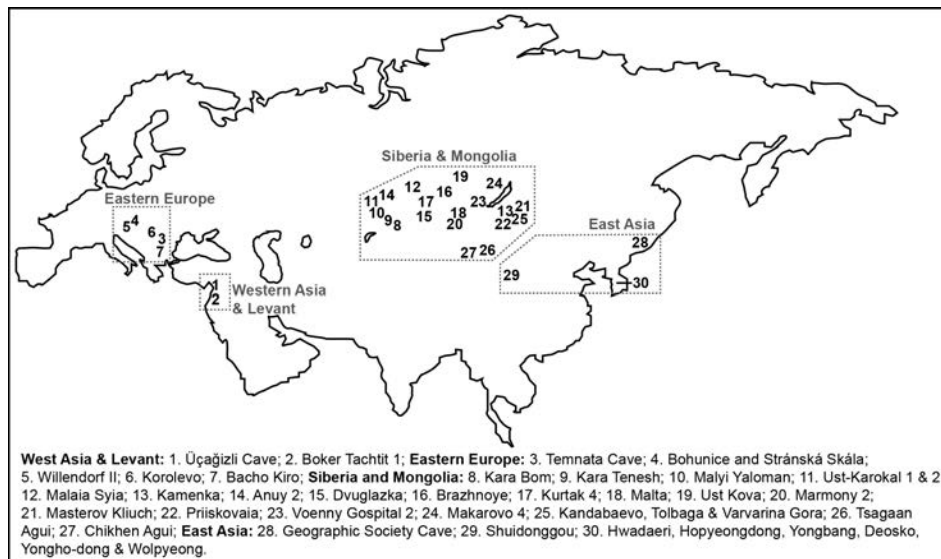 Siberia & Mongolia
19
12
24
14
16
11
17
23
21
Eastern Europe
10
15
18
13
25
5 4
9
8
20
22
East Asia
6
3
28
7
27 26
29
1
Western Asia
& Levant
30
2
West Asia & Levant: 1. Üçağizli Cave; 2. Boker Tachtit 1; Eastern Europe: 3. Temnata Cave; 4. Bohunice and Stránská Skála;
5. Willendorf II; 6. Korolevo; 7. Bacho Kiro; Siberia and Mongolia: 8. Kara Bom; 9. Kara Tenesh; 10. Malyi Yaloman; 11. Ust-Karokal 1 & 2;
12. Malaia Syia; 13. Kamenka; 14. Anuy 2; 15. Dvuglazka; 16. Brazhnoye; 17. Kurtak 4; 18. Malta; 19. Ust Kova; 20. Marmony 2;
21. Masterov Kliuch; 22. Priiskovaia; 23. Voenny Gospital 2; 24. Makarovo 4; 25. Kandabaevo, Tolbaga & Varvarina Gora; 26. Tsagaan
Agui; 27. Chikhen Agui; East Asia: 28. Geographic Society Cave; 29. Shuidonggou; 30. Hwadaeri, Hopyeongdong, Yongbang, Deosko,
Yongho-dong & Wolpyeong.